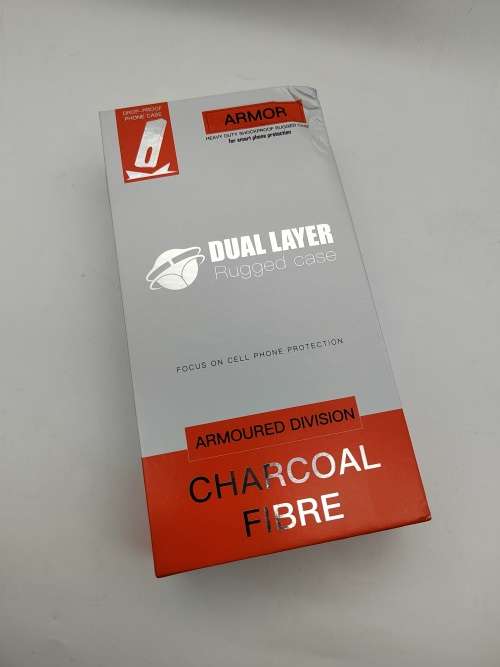 DROP-PROOF
PHONE CASE
ARMOR
HEAVY DUTY SHOCKPROOF RUGGED CASE
for smart phone protection
DUAL LAYER
Rugged case
FOCUS ON CELL PHONE PROTECTION
ARMOURED DIVISION
CHARCOAL
FIBRE